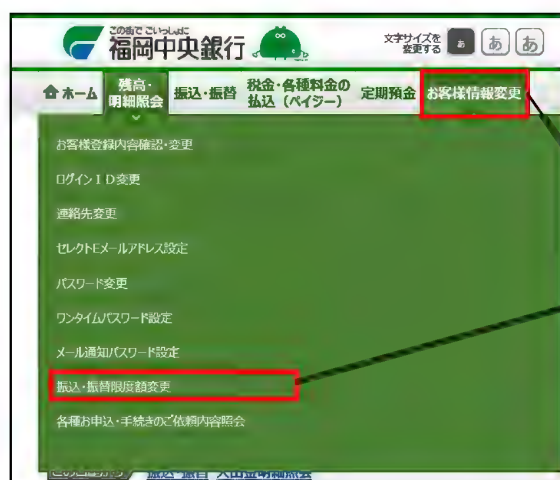 この街で ごいっしょに
福岡中央銀行
文字サイズを
変更する
あ あ あ
ホーム
残高・
明細照会
振込・振替
税金・各種料金の
払込（ペイジー）
定期預金
お客様情報変更
お客様登録内容確認・変更
ログインＩＤ変更
連絡先変更
セレクトEメールアドレス設定
パスワード変更
ワンタイムパスワード設定
メール通知パスワード設定
振込・振替限度額変更
各種お申込・手続きのご依頼内容照会